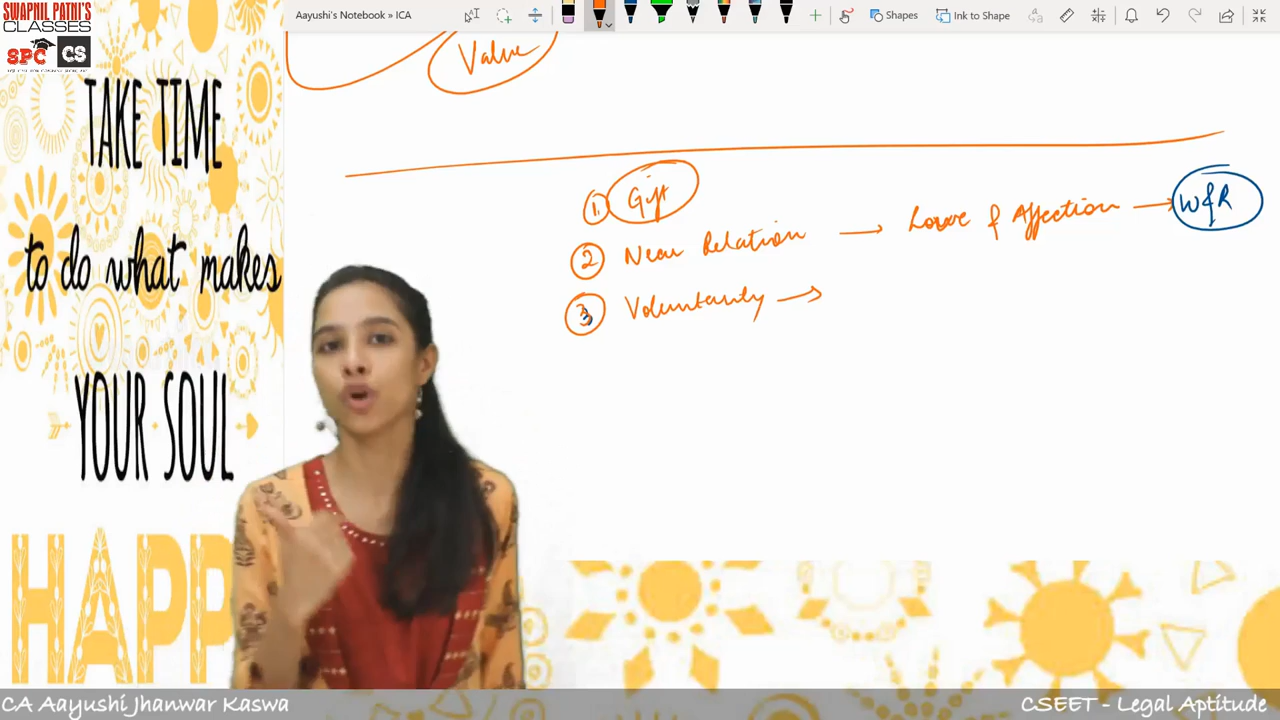 SWAPNIL PATNI'S
CLASSES
SPC CS
Aayushi's Notebook » ICA
Shapes
Ink to Shape
Value
TAKE TIME
to do what makes
YOUR SOUL
HAPP
1. Gift
2 Near Relation → Love & Affection → W & R
3 Voluntarily →
CA Aayushi Jhanwar Kaswa
CSEET - Legal Aptitude